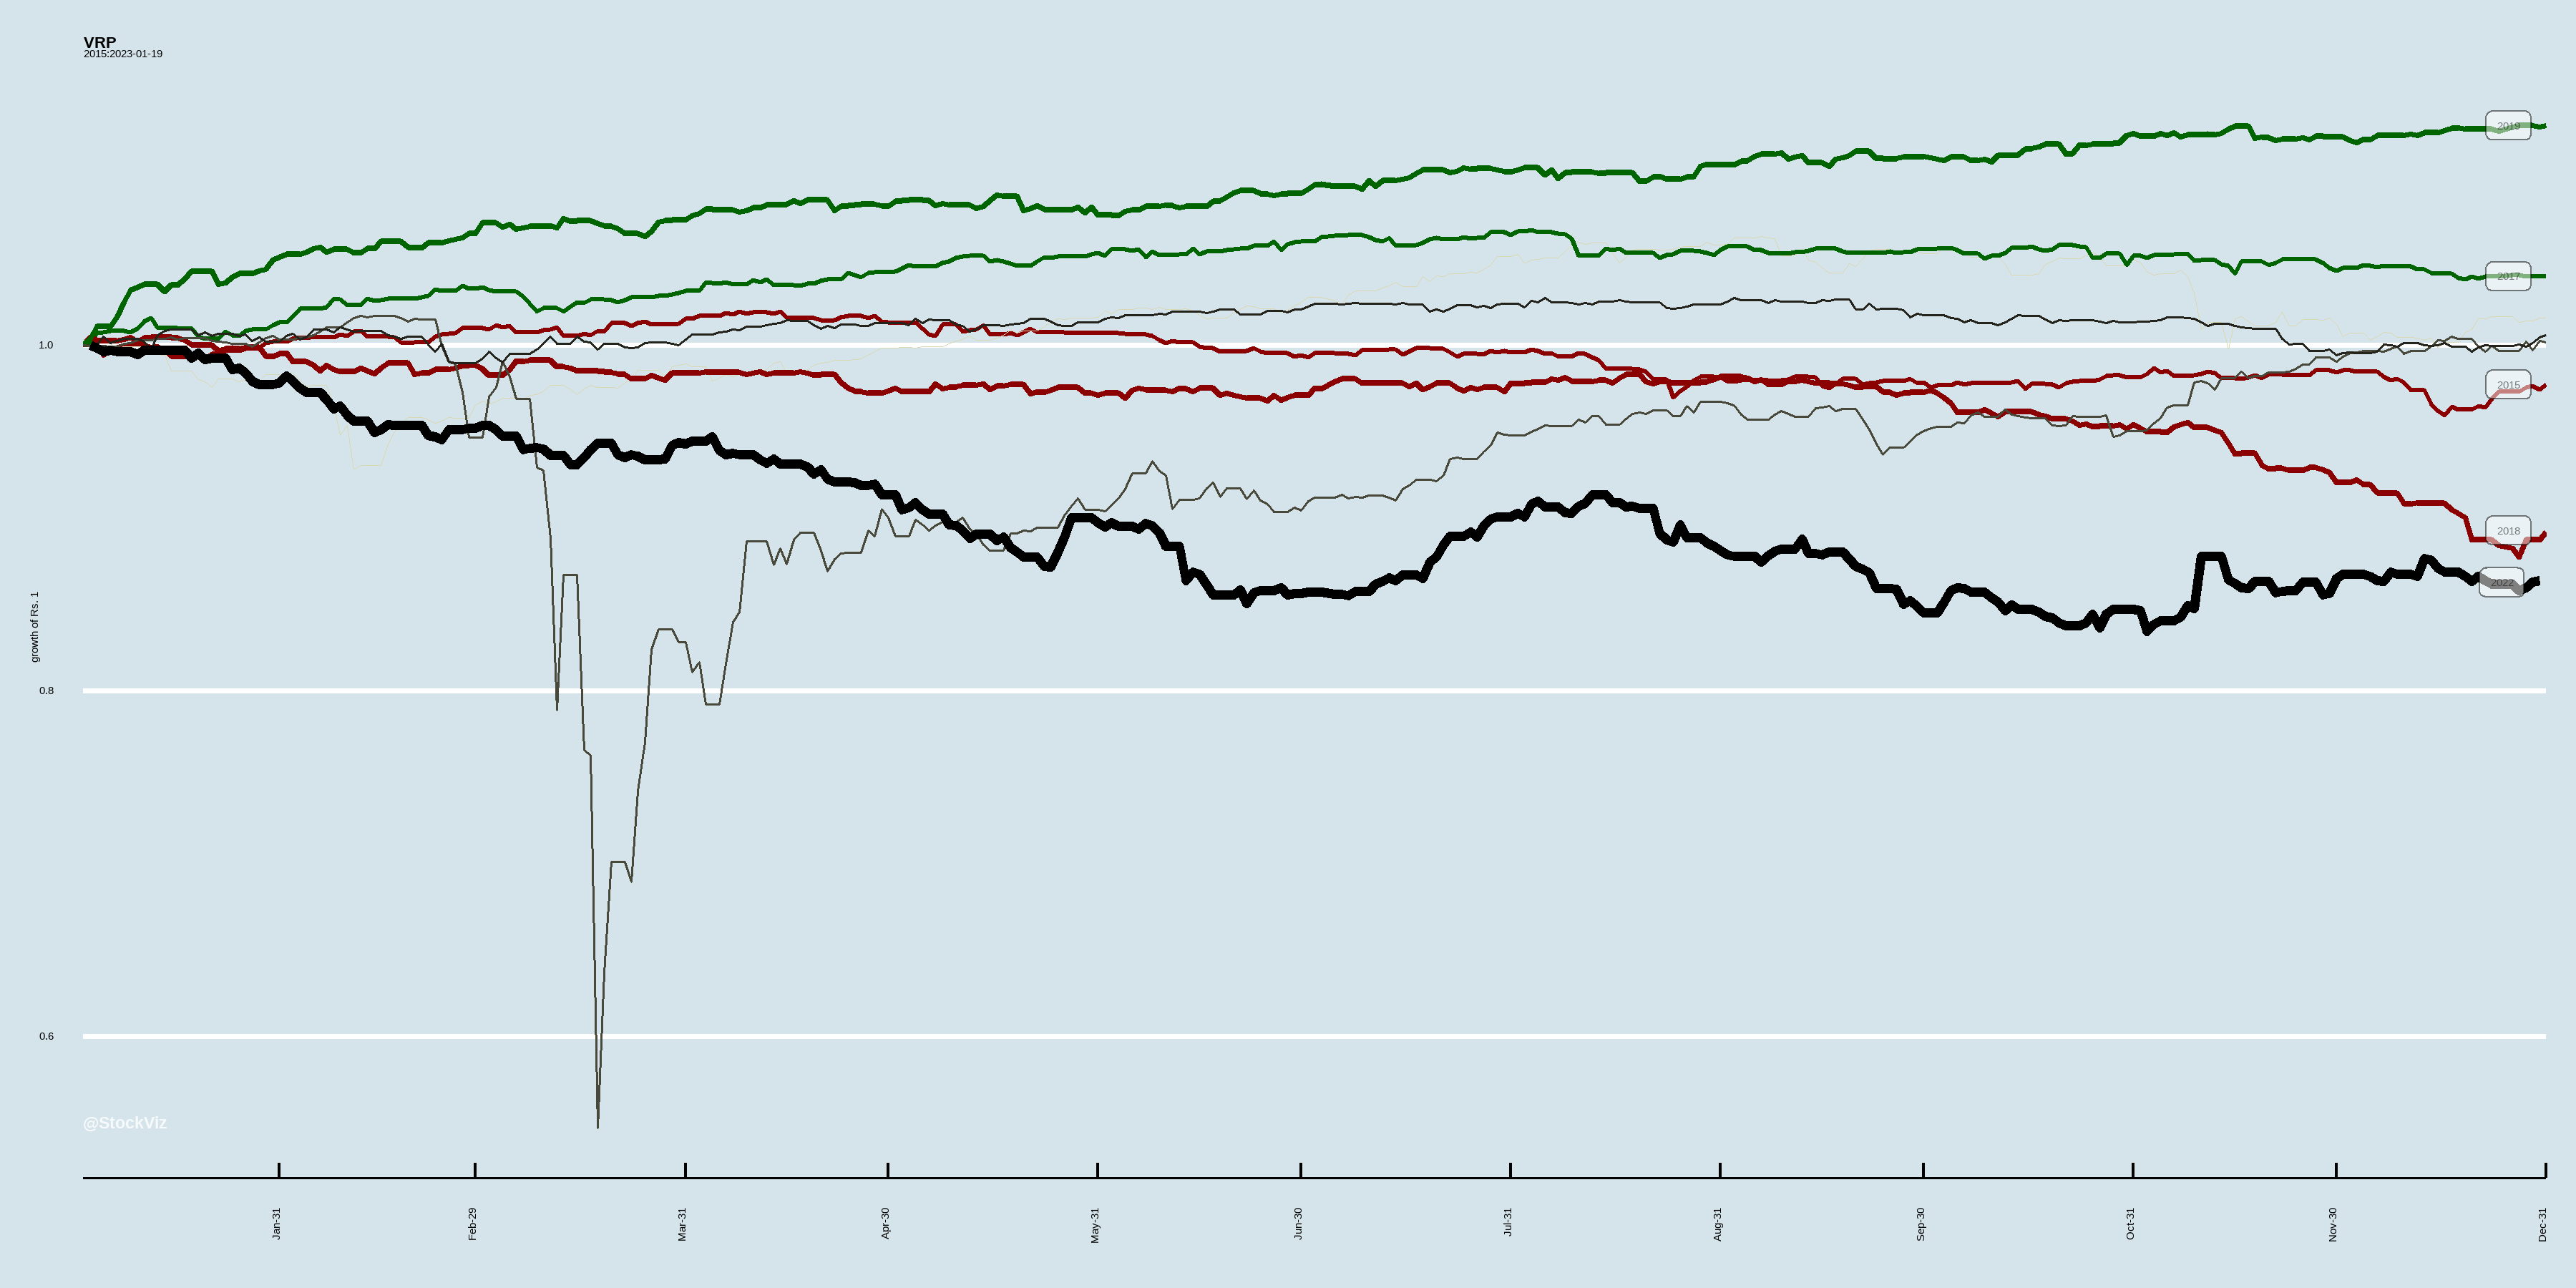 VRP
2015:2023-01-19
2019
2017
1.0
2015
2018
2022
growth of Rs. 1
0.8
0.6
@StockViz
Jan-31
Feb-29
Mar-31
Apr-30
May-31
Jun-30
Jul-31
Aug-31
Sep-30
Oct-31
Nov-30
Dec-31